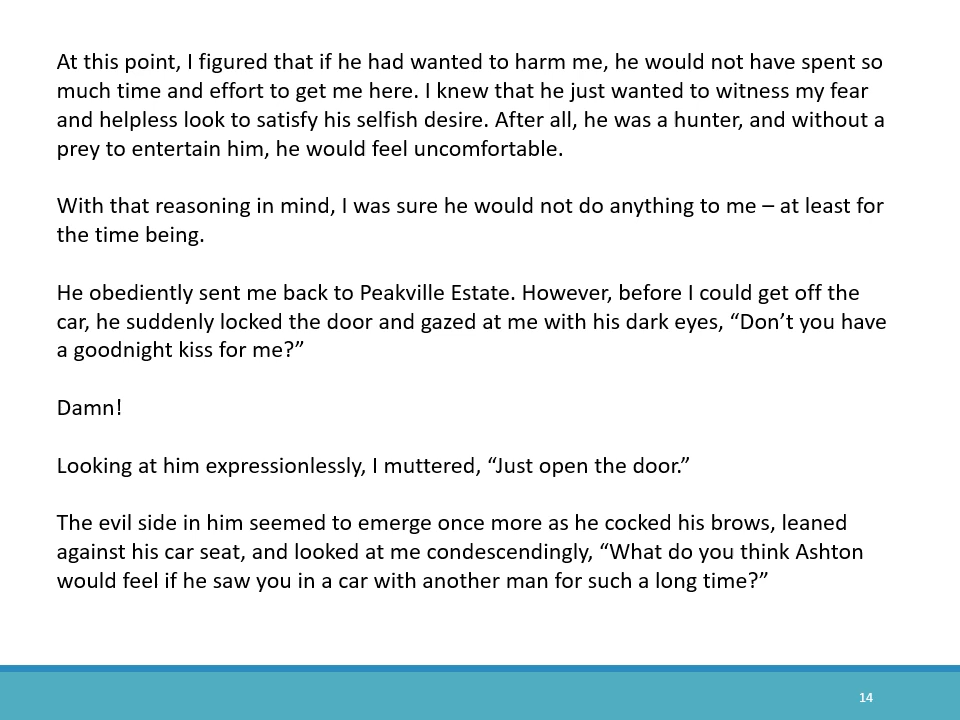 At this point, I figured that if he had wanted to harm me, he would not have spent so
much time and effort to get me here. I knew that he just wanted to witness my fear
and helpless look to satisfy his selfish desire. After all, he was a hunter, and without a
prey to entertain him, he would feel uncomfortable.
With that reasoning in mind, I was sure he would not do anything to me – at least for
the time being.
He obediently sent me back to Peakville Estate. However, before I could get off the
car, he suddenly locked the door and gazed at me with his dark eyes, “Don’t you have
a goodnight kiss for me?”
Damn!
Looking at him expressionlessly, I muttered, “Just open the door.”
The evil side in him seemed to emerge once more as he cocked his brows, leaned
against his car seat, and looked at me condescendingly, “What do you think Ashton
would feel if he saw you in a car with another man for such a long time?”
14